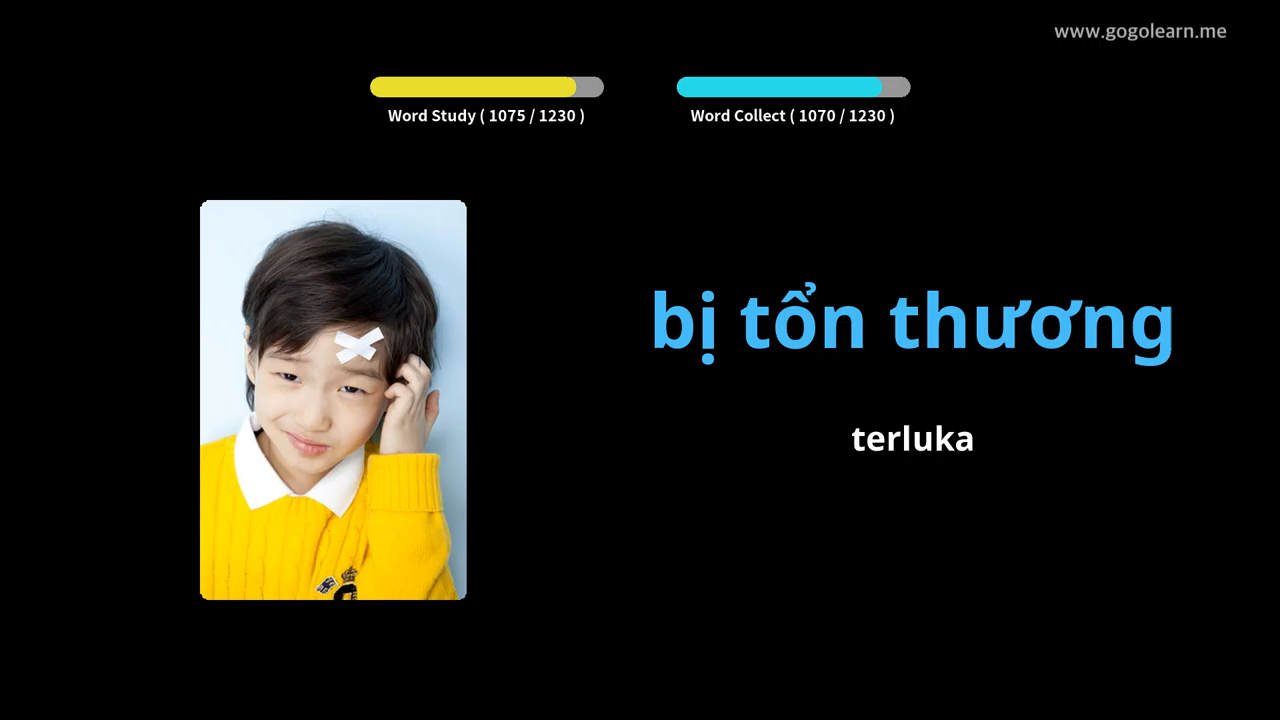 www.gogolearn.me
Word Study ( 1075 / 1230 )
Word Collect ( 1070 / 1230 )
bị tổn thương
terluka